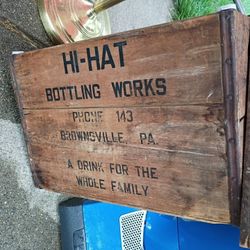 HI-HAT
BOTTLING WORKS
PHONE 143
BROWNSVILLE, PA.
A DRINK FOR THE
WHOLE FAMILY